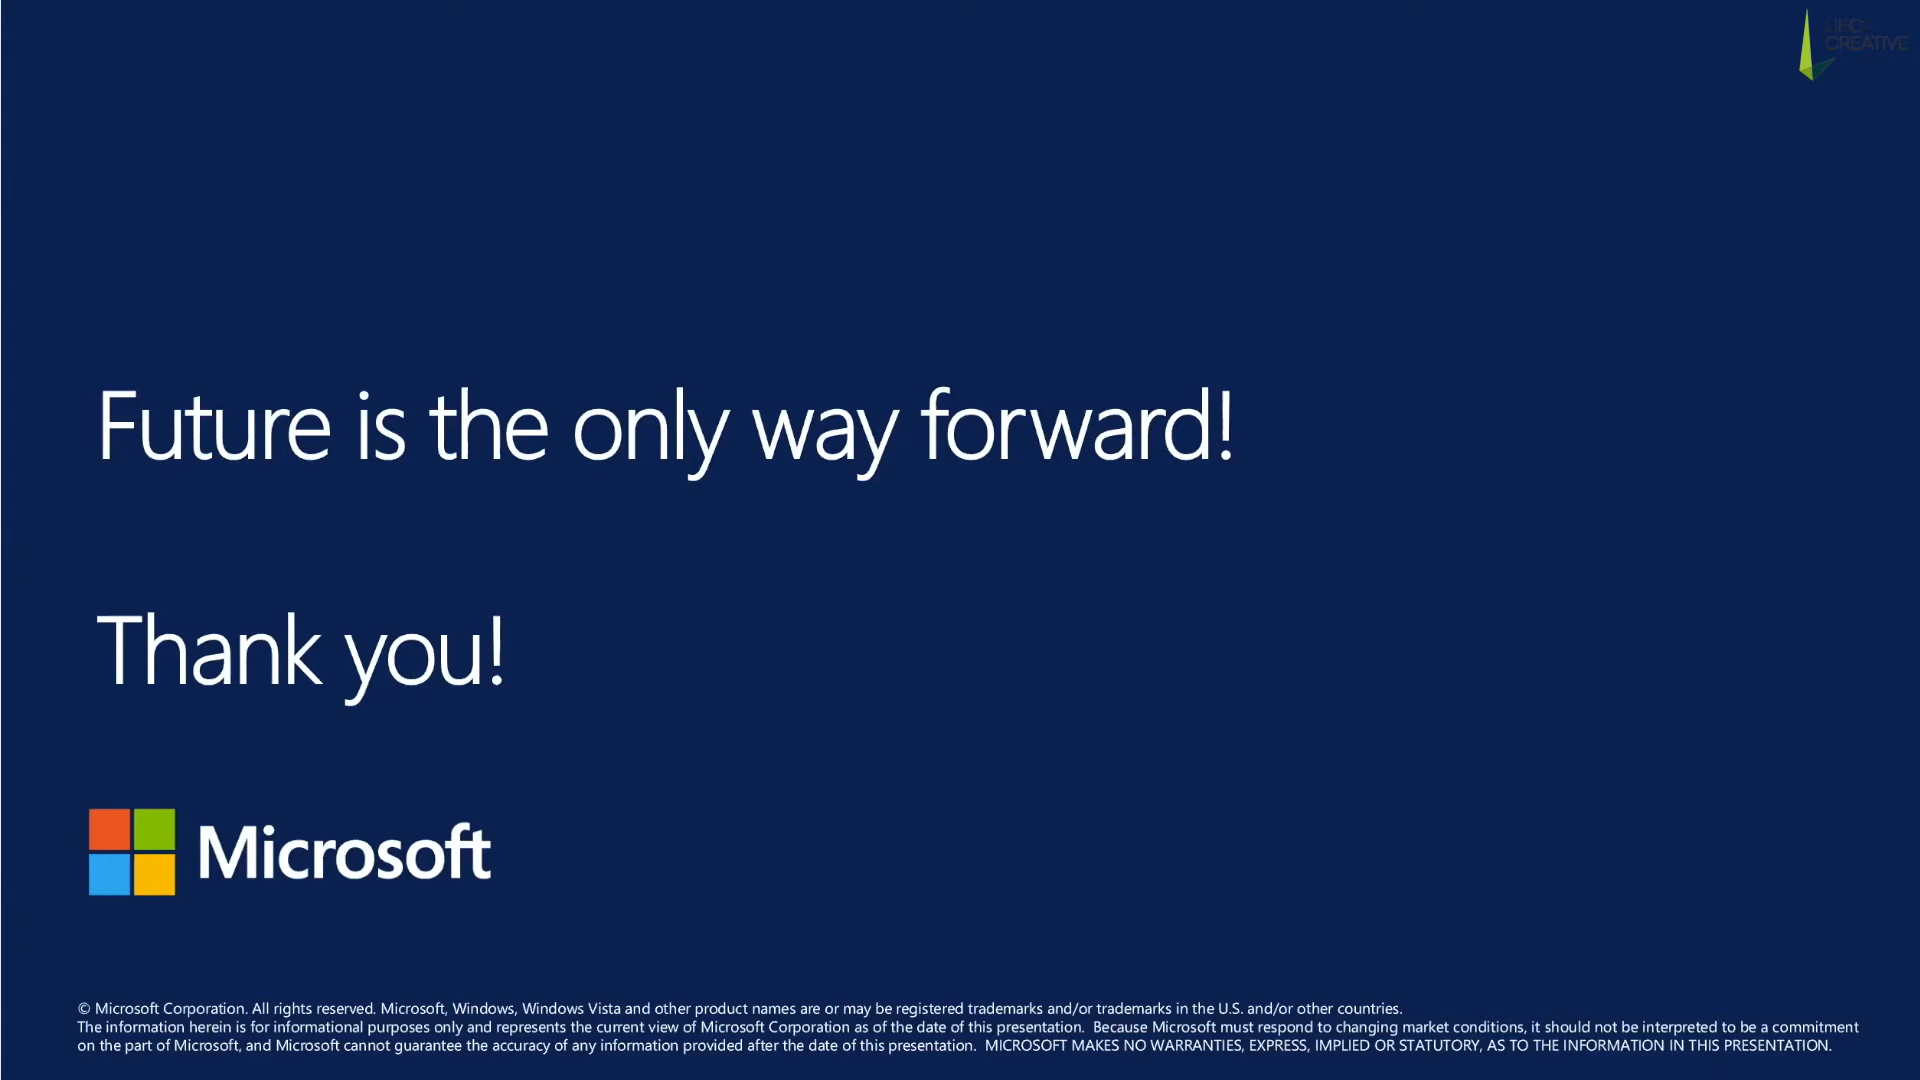 CREATIVE
Future is the only way forward!
Thank you!
Microsoft
© Microsoft Corporation. All rights reserved. Microsoft, Windows, Windows Vista and other product names are or may be registered trademarks and/or trademarks in the U.S. and/or other countries.
The information herein is for informational purposes only and represents the current view of Microsoft Corporation as of the date of this presentation.  Because Microsoft must respond to changing market conditions, it should not be interpreted to be a commitment
on the part of Microsoft, and Microsoft cannot guarantee the accuracy of any information provided after the date of this presentation.  MICROSOFT MAKES NO WARRANTIES, EXPRESS, IMPLIED OR STATUTORY, AS TO THE INFORMATION IN THIS PRESENTATION.